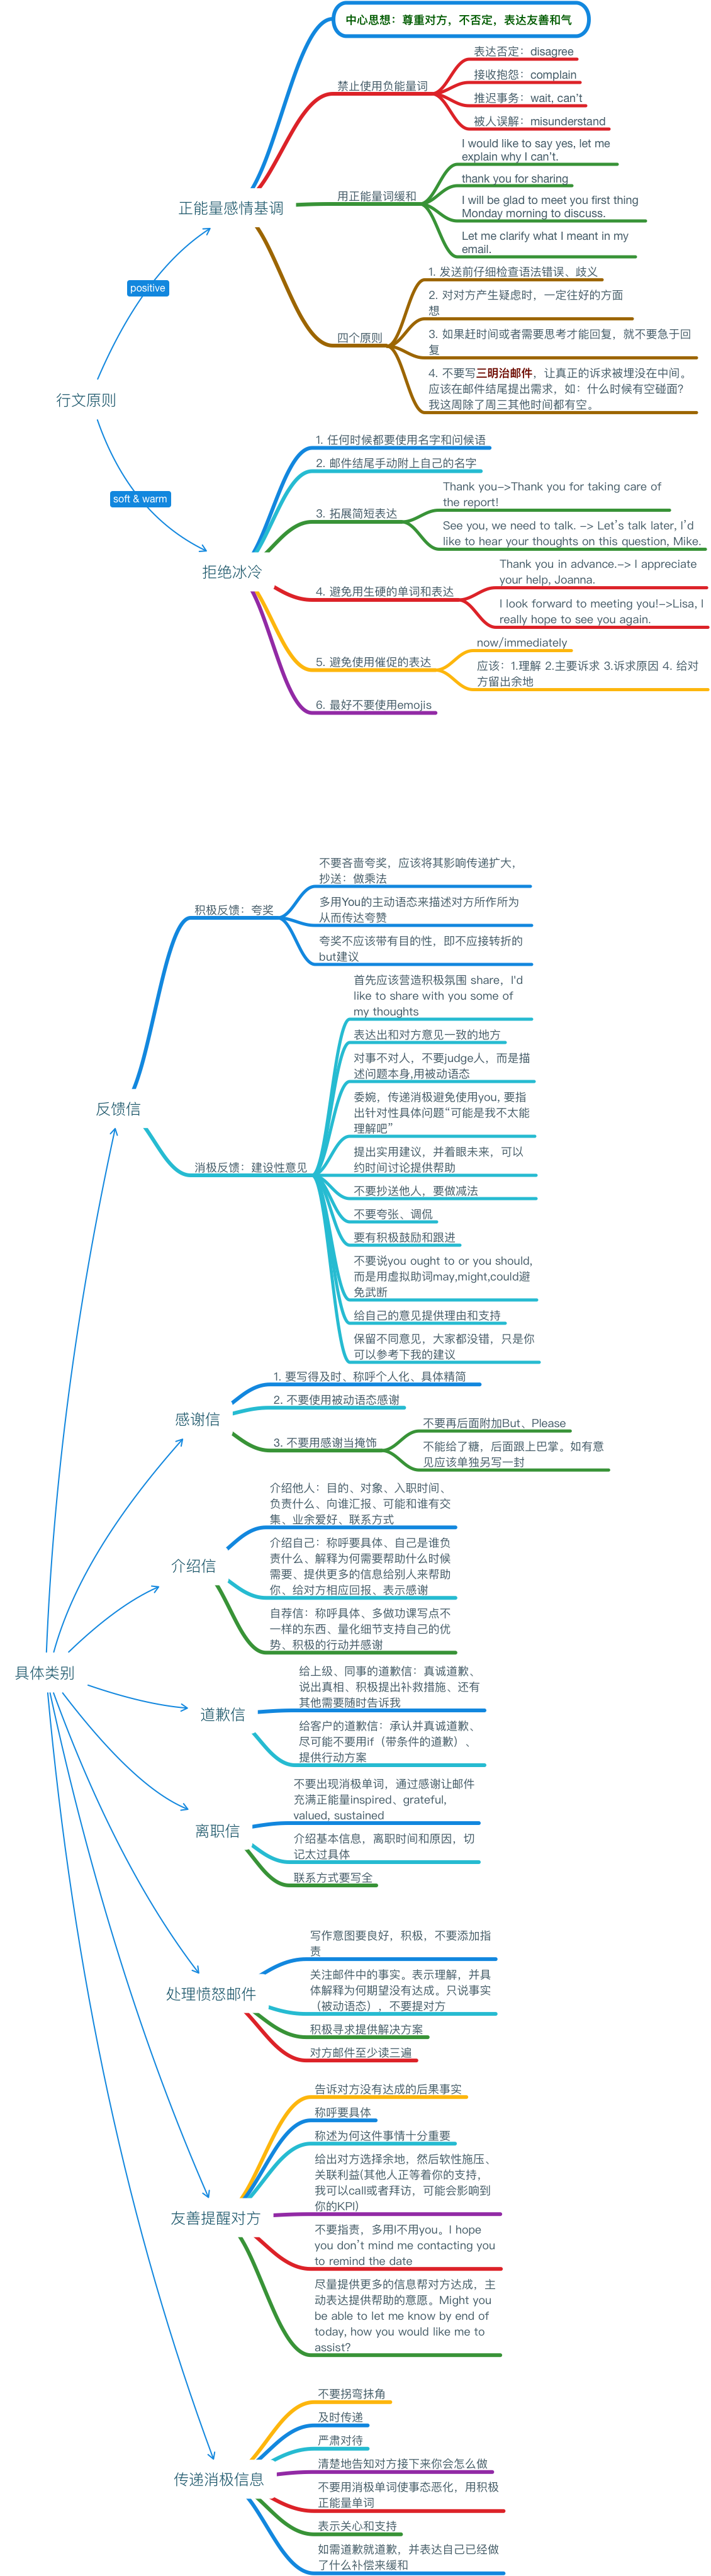 中心思想：尊重对方，不否定，表达友善和气
禁止使用负能量词
表达否定：disagree
接收抱怨：complain
推迟事务：wait, can't
被人误解：misunderstand
正能量感情基调
用正能量词缓和
I would like to say yes, let me
explain why I can't.
thank you for sharing
I will be glad to meet you first thing
Monday morning to discuss.
Let me clarify what I meant in my
email.
四个原则
1. 发送前仔细检查语法错误、歧义
2. 对对方产生疑虑时，一定往好的方面
想
3. 如果赶时间或者需要思考才能回复，就不要急于回
复
4. 不要写三明治邮件，让真正的诉求被埋没在中间。
应该在邮件结尾提出需求，如：什么时候有空碰面？
我这周除了周三其他时间都有空。
positive
行文原则
soft & warm
拒绝冰冷
1. 任何时候都要使用名字和问候语
2. 邮件结尾手动附上自己的名字
3. 拓展简短表达
Thank you->Thank you for taking care of
the report!
See you, we need to talk. -> Let's talk later, I'd
like to hear your thoughts on this question, Mike.
4. 避免用生硬的单词和表达
Thank you in advance.-> I appreciate
your help, Joanna.
I look forward to meeting you!->Lisa, I
really hope to see you again.
5. 避免使用催促的表达
now/immediately
应该：1.理解 2.主要诉求 3.诉求原因 4. 给对
方留出余地
6. 最好不要使用emojis
积极反馈：夸奖
不要吝啬夸奖，应该将其影响传递扩大，
抄送：做乘法
多用You的主动语态来描述对方所作所为
从而传达夸赞
夸奖不应该带有目的性，即不应接转折的
but建议
反馈信
消极反馈：建设性意见
首先应该营造积极氛围 share，I'd
like to share with you some of
my thoughts
表达出和对方意见一致的地方
对事不对人，不要judge人，而是描
述问题本身,用被动语态
委婉，传递消极避免使用you, 要指
出针对性具体问题“可能是我不太能
理解吧”
提出实用建议，并着眼未来，可以
约时间讨论提供帮助
不要抄送他人，要做减法
不要夸张、调侃
要有积极鼓励和跟进
不要说you ought to or you should,
而是用虚拟助词may,might,could避
免武断
给自己的意见提供理由和支持
保留不同意见，大家都没错，只是你
可以参考下我的建议
感谢信
1. 要写得及时、称呼个人化、具体精简
2. 不要使用被动语态感谢
3. 不要用感谢当掩饰
不要再后面附加But、Please
不能给了糖，后面跟上巴掌。如有意
见应该单独另写一封
介绍信
介绍他人：目的、对象、入职时间、
负责什么、向谁汇报、可能和谁有交
集、业余爱好、联系方式
介绍自己：称呼要具体、自己是谁负
责什么、解释为何需要帮助什么时候
需要、提供更多的信息给别人来帮助
你、给对方相应回报、表示感谢
自荐信：称呼具体、多做功课写点不
一样的东西、量化细节支持自己的优
势、积极的行动并感谢
具体类别
道歉信
给上级、同事的道歉信：真诚道歉、
说出真相、积极提出补救措施、还有
其他需要随时告诉我
给客户的道歉信：承认并真诚道歉、
尽可能不要用if（带条件的道歉）、
提供行动方案
离职信
不要出现消极单词，通过感谢让邮件
充满正能量inspired、grateful,
valued, sustained
介绍基本信息，离职时间和原因，切
记太过具体
联系方式要写全
处理愤怒邮件
写作意图要良好，积极，不要添加指
责
关注邮件中的事实。表示理解，并具
体解释为何期望没有达成。只说事实
（被动语态），不要提对方
积极寻求提供解决方案
对方邮件至少读三遍
友善提醒对方
告诉对方没有达成的后果事实
称呼要具体
称述为何这件事情十分重要
给出对方选择余地，然后软性施压、
关联利益(其他人正等着你的支持，
我可以call或者拜访，可能会影响到
你的KPI)
不要指责，多用I不用you。I hope
you don't mind me contacting you
to remind the date
尽量提供更多的信息帮对方达成，主
动表达提供帮助的意愿。Might you
be able to let me know by end of
today, how you would like me to
assist?
传递消极信息
不要拐弯抹角
及时传递
严肃对待
清楚地告知对方接下来你会怎么做
不要用消极单词使事态恶化，用积极
正能量单词
表示关心和支持
如需道歉就道歉，并表达自己已经做
了什么补偿来缓和